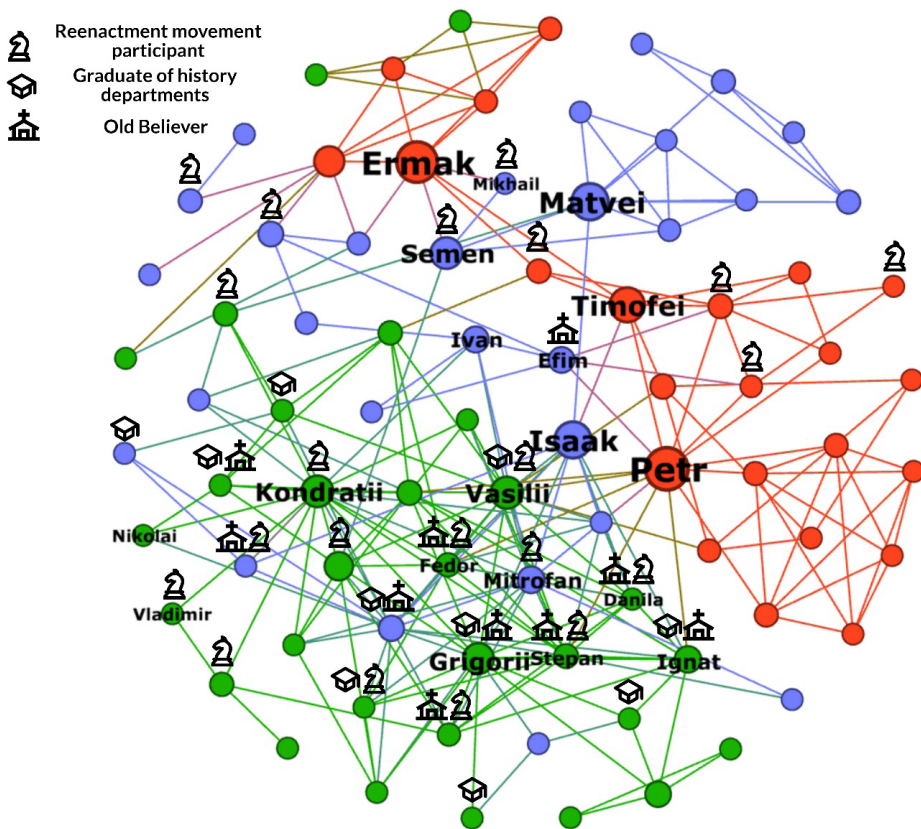 Reenactment movement
participant
Graduate of history
departments
Old Believer
Ermak
Mikhail
Matvei
Semen
Timofei
Ivan
Efim
Isaak
Petr
Kondratii
Vasilii
Nikolai
Fedor
Mitrofan
Danila
Vladimir
Grigorii
Stepan
Ignat